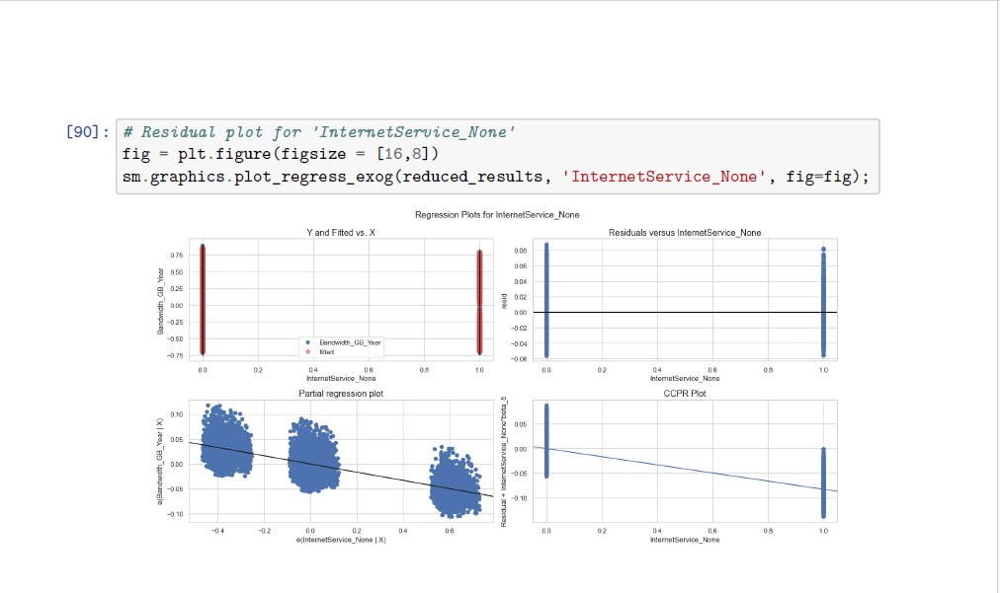 [90]: # Residual plot for 'InternetService_None'
fig = plt.figure(figsize = [16,8])
sm.graphics.plot_regress_exog(reduced_results, 'InternetService_None', fig=fig);
Regression Plots for InternetService_None
Y and Fitted vs. X
Bandwidth_GB_Year
0.75
0.50
0.25
0.00
−0.25
−0.50
−0.75
Bandwidth_GB_Year
fitted
0.0 0.2 0.4 0.6 0.8 1.0
InternetService_None
Residuals versus InternetService_None
resid
0.08
0.06
0.04
0.02
0.00
−0.02
−0.04
−0.06
0.0 0.2 0.4 0.6 0.8 1.0
InternetService_None
Partial regression plot
e(Bandwidth_GB_Year | X)
0.10
0.05
0.00
−0.05
−0.10
−0.4 −0.2 0.0 0.2 0.4 0.6
e(InternetService_None | X)
CCPR Plot
Residual + InternetService_None*beta_5
0.05
0.00
−0.05
−0.10
0.0 0.2 0.4 0.6 0.8 1.0
InternetService_None